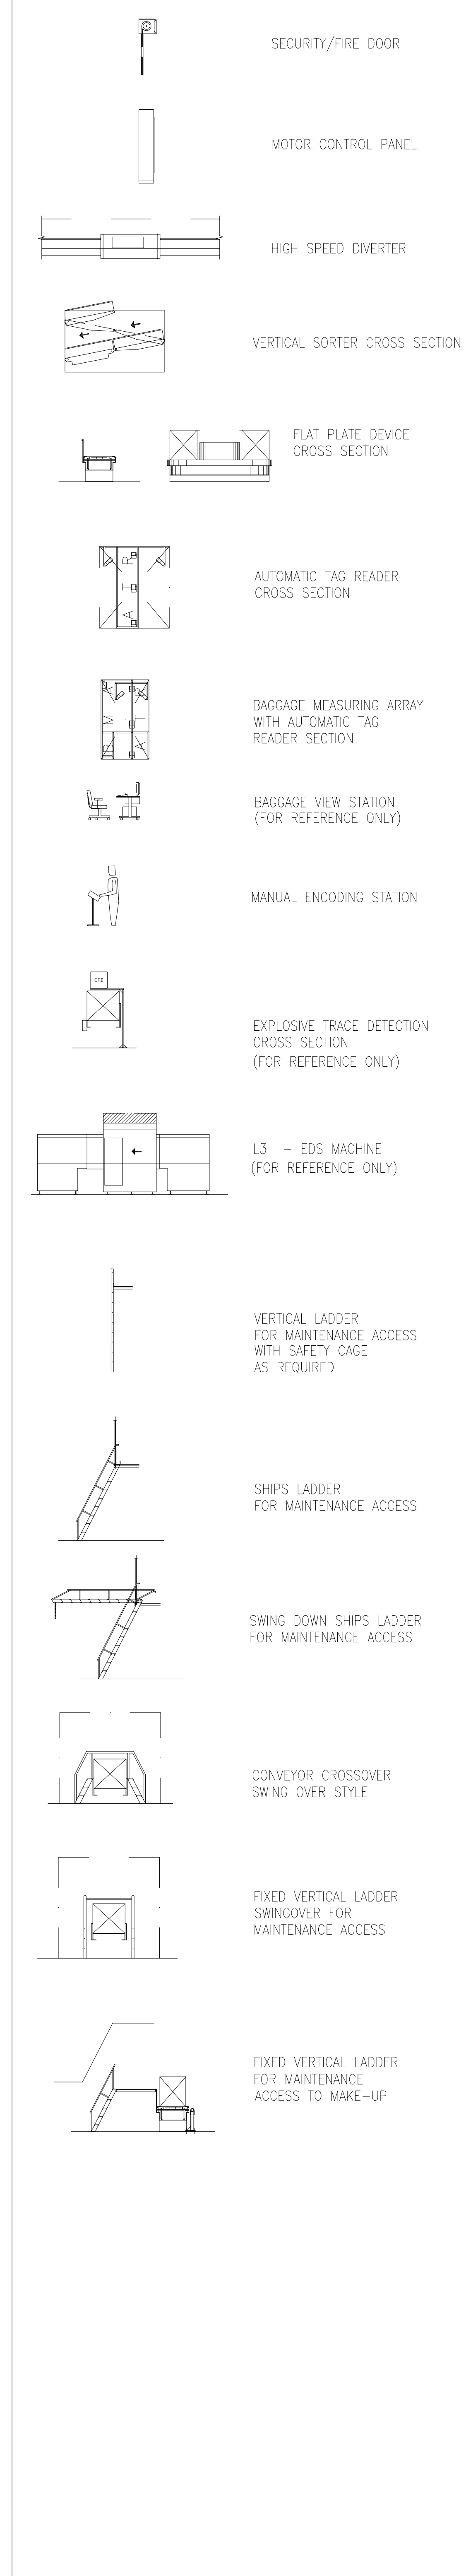 SECURITY/FIRE DOOR
MOTOR CONTROL PANEL
HIGH SPEED DIVERTER
VERTICAL SORTER CROSS SECTION
FLAT PLATE DEVICE
CROSS SECTION
A T R
AUTOMATIC TAG READER
CROSS SECTION
B M A
A T R
BAGGAGE MEASURING ARRAY
WITH AUTOMATIC TAG
READER SECTION
BAGGAGE VIEW STATION
(FOR REFERENCE ONLY)
MANUAL ENCODING STATION
ETD
EXPLOSIVE TRACE DETECTION
CROSS SECTION
(FOR REFERENCE ONLY)
L3 - EDS MACHINE
(FOR REFERENCE ONLY)
VERTICAL LADDER
FOR MAINTENANCE ACCESS
WITH SAFETY CAGE
AS REQUIRED
SHIPS LADDER
FOR MAINTENANCE ACCESS
SWING DOWN SHIPS LADDER
FOR MAINTENANCE ACCESS
CONVEYOR CROSSOVER
SWING OVER STYLE
FIXED VERTICAL LADDER
SWINGOVER FOR
MAINTENANCE ACCESS
FIXED VERTICAL LADDER
FOR MAINTENANCE
ACCESS TO MAKE-UP